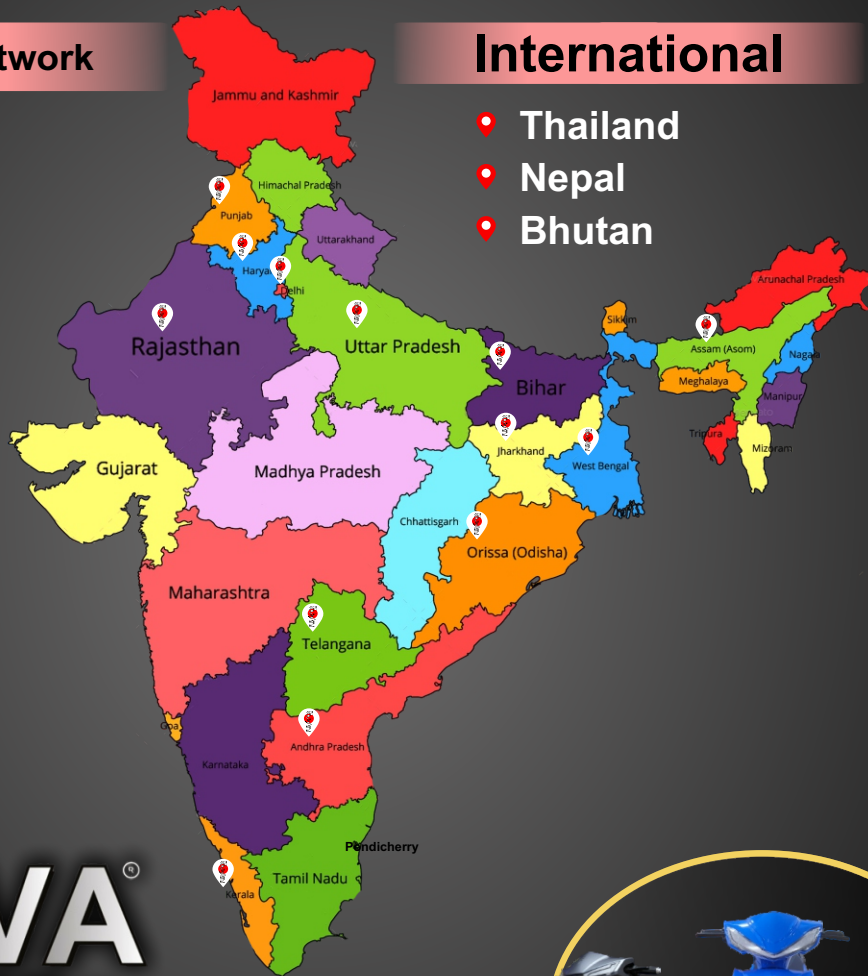 twork
International
Thailand
Nepal
Bhutan
Jammu and Kashmir
Himachal Pradesh
Punjab
Uttarakhand
Harya
Delhi
Rajasthan
Uttar Pradesh
Bihar
Sikkim
Arunachal Pradesh
Assam (Asom)
Nagala
Meghalaya
Manipur
Tripura
Mizoram
Jharkhand
West Bengal
Gujarat
Madhya Pradesh
Chhattisgarh
Orissa (Odisha)
Maharashtra
Telangana
Goa
Andhra Pradesh
Karnataka
Pondicherry
Tamil Nadu
Kerala
VA®